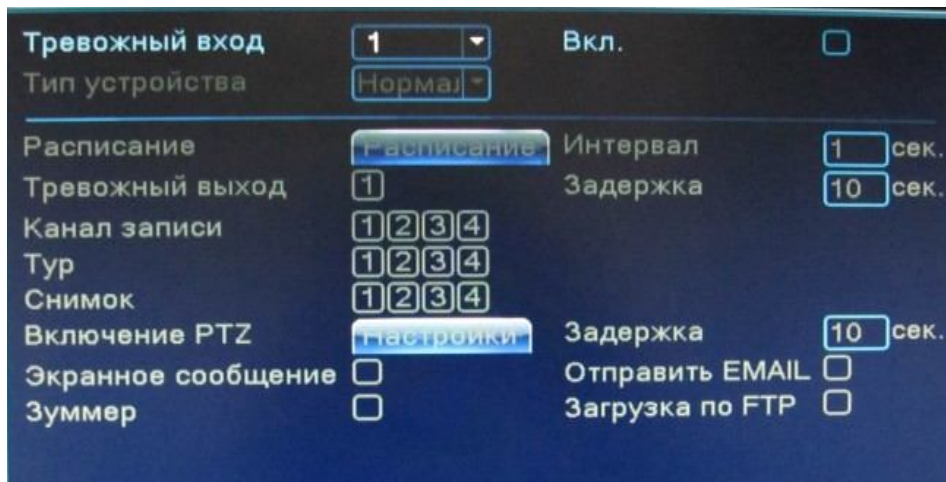 Тревожный вход 1 Вкл.
Тип устройства Нормал
Расписание Расписание Интервал 1 сек.
Тревожный выход 1 Задержка 10 сек.
Канал записи 1 2 3 4
Тур 1 2 3 4
Снимок 1 2 3 4
Включение PTZ Настройки Задержка 10 сек.
Экранное сообщение Отправить EMAIL
Зуммер Загрузка по FTP